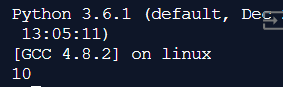 Python 3.6.1 (default, Dec
13:05:11)
[GCC 4.8.2] on linux
10